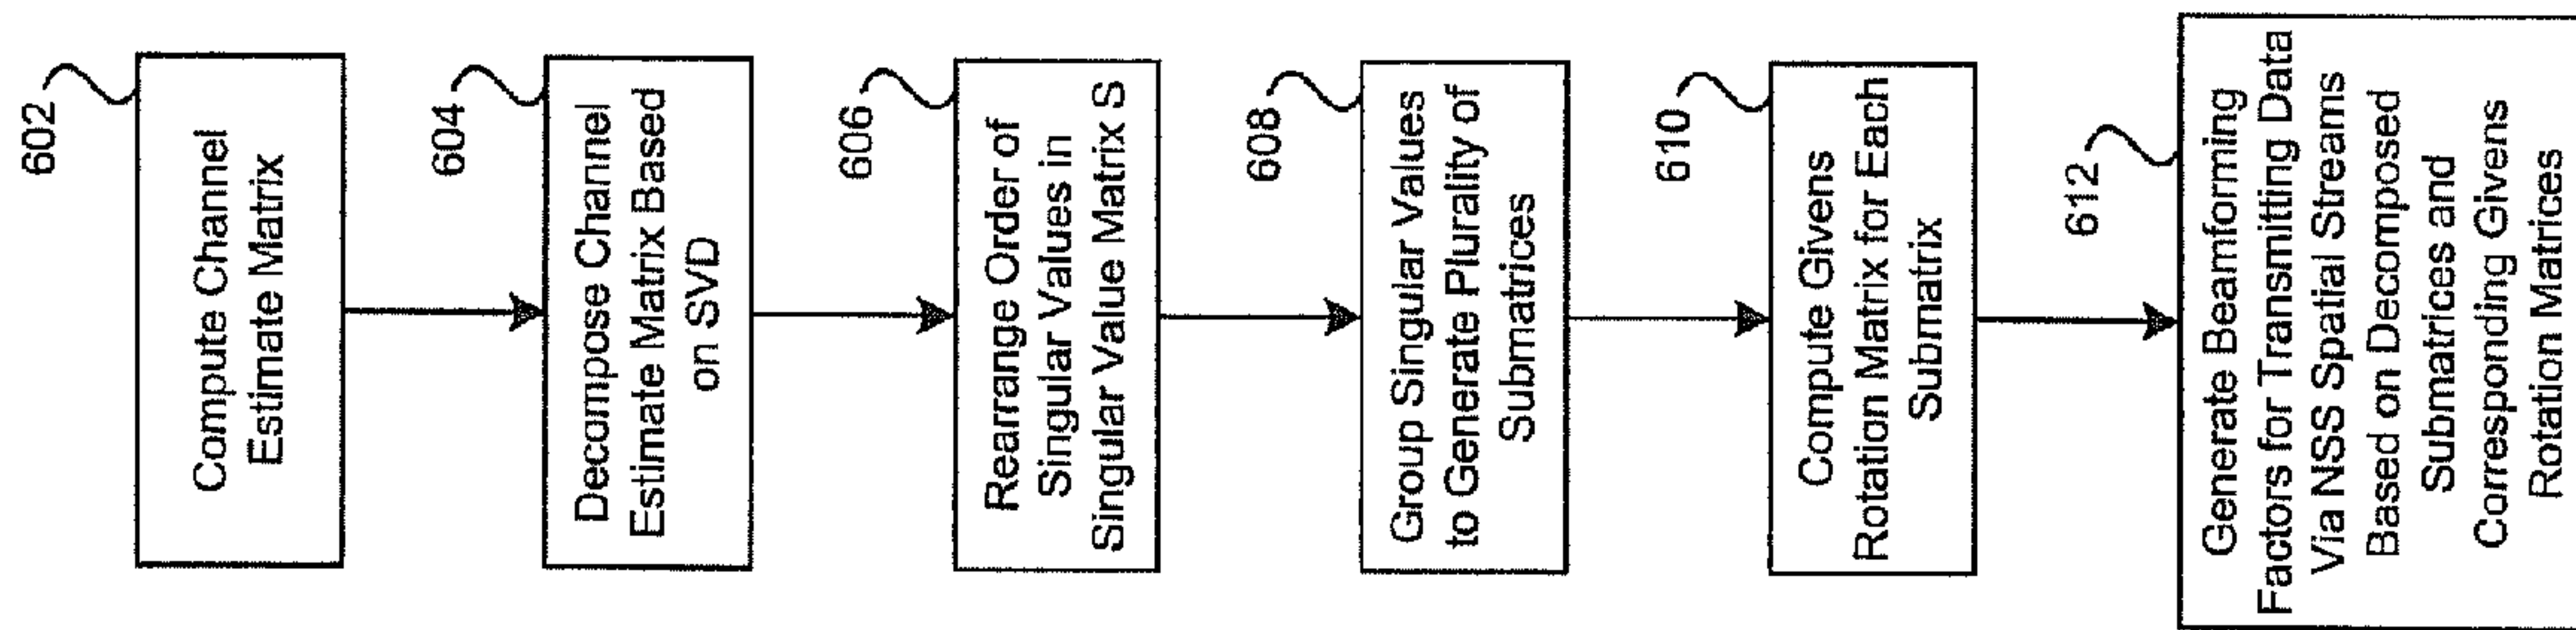 602
Compute Channel
Estimate Matrix
604
Decompose Channel
Estimate Matrix Based
on SVD
606
Rearrange Order of
Singular Values in
Singular Value Matrix S
608
Group Singular Values
to Generate Plurality of
Submatrices
610
Compute Givens
Rotation Matrix for Each
Submatrix
612
Generate Beamforming
Factors for Transmitting Data
Via NSS Spatial Streams
Based on Decomposed
Submatrices and
Corresponding Givens
Rotation Matrices